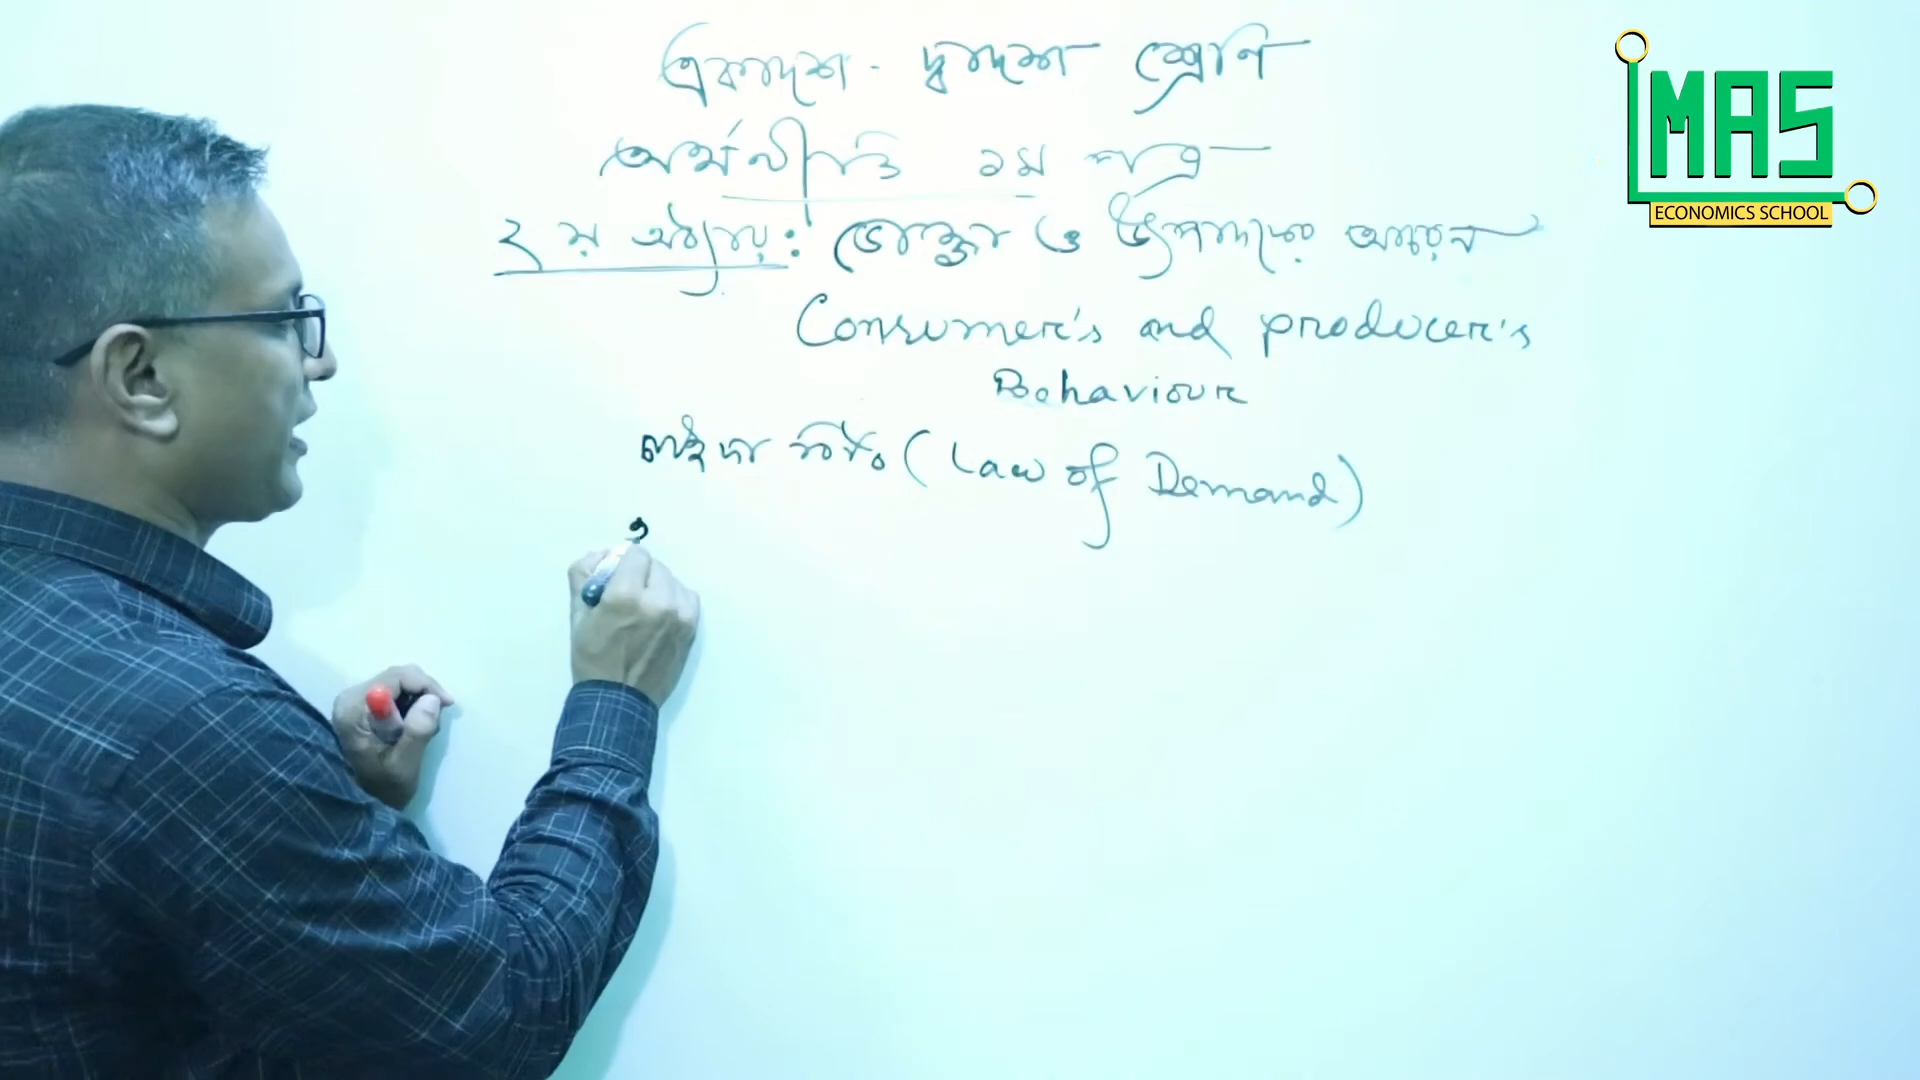 একাদশ - দ্বাদশ শ্রেণি
অর্থনীতি ১ম পত্র
২য় অধ্যায়: ভোক্তা ও উৎপাদকের আচরণ
Consumer's and producer's
Behaviour
চাহিদা বিধি (Law of Demand)
MAS
ECONOMICS SCHOOL